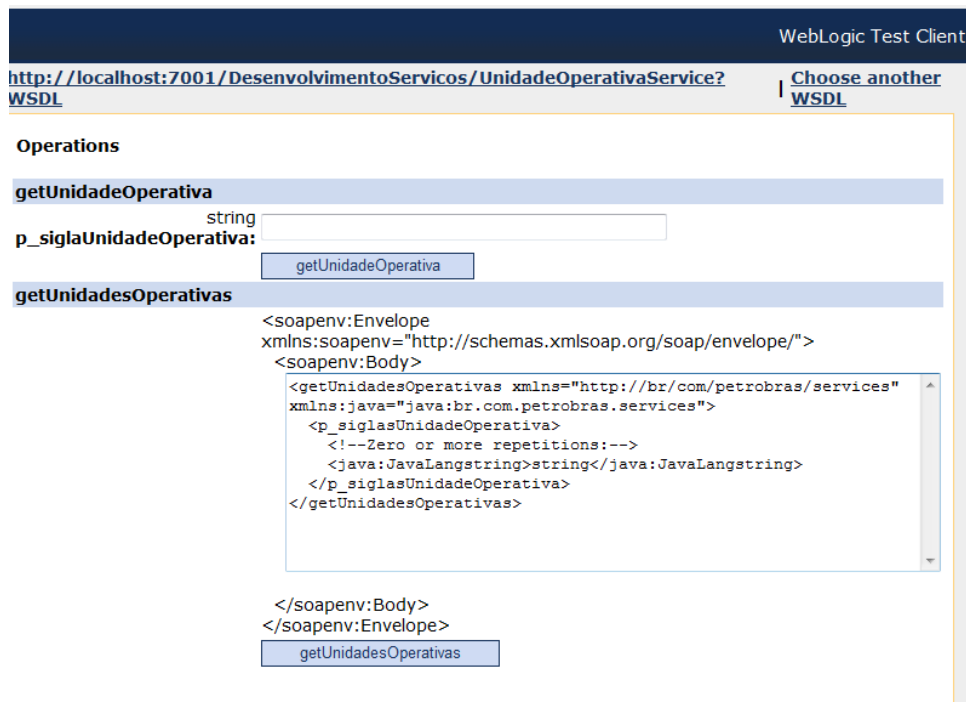 WebLogic Test Client
http://localhost:7001/DesenvolvimentoServicos/UnidadeOperativaService?
WSDL
| Choose another
WSDL
Operations
getUnidadeOperativa
string
p_siglaUnidadeOperativa:
getUnidadeOperativa
getUnidadesOperativas
<soapenv:Envelope
xmlns:soapenv="http://schemas.xmlsoap.org/soap/envelope/">
<soapenv:Body>
<getUnidadesOperativas xmlns="http://br/com/petrobras/services"
xmlns:java="java:br.com.petrobras.services">
<p_siglasUnidadeOperativa>
<!--Zero or more repetitions:-->
<java:JavaLangstring>string</java:JavaLangstring>
</p_siglasUnidadeOperativa>
</getUnidadesOperativas>
</soapenv:Body>
</soapenv:Envelope>
getUnidadesOperativas